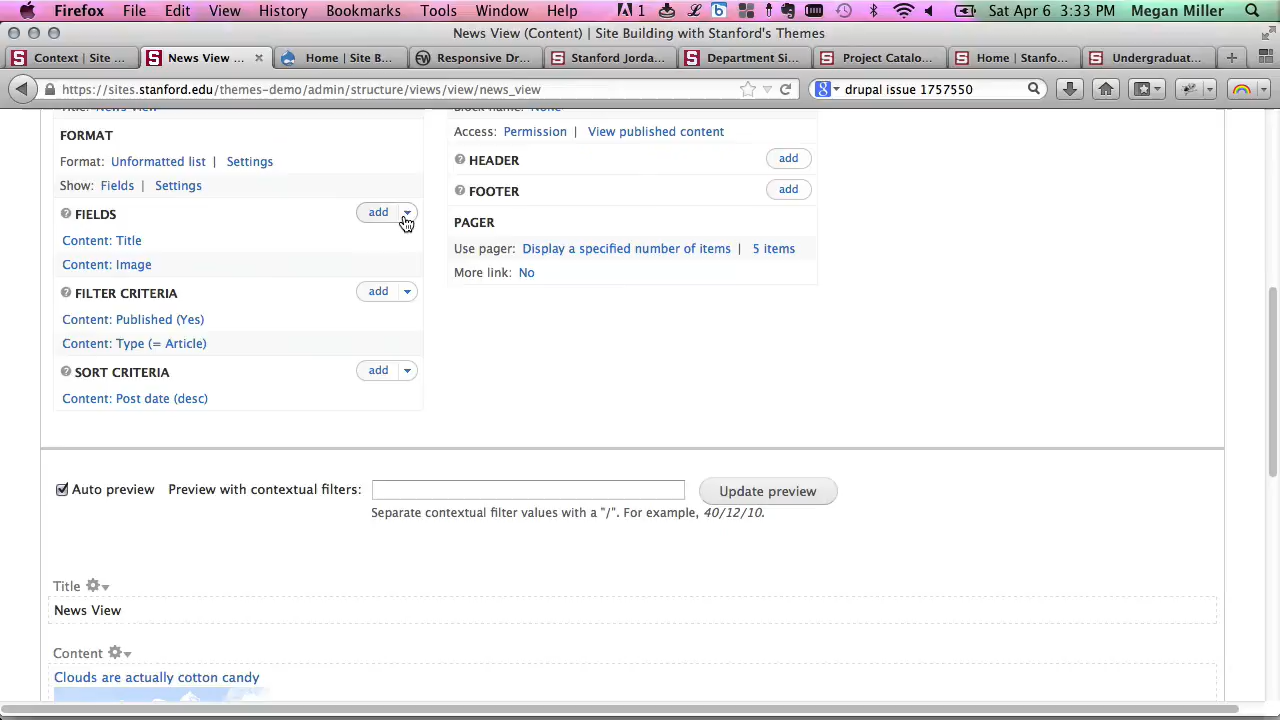 Firefox File Edit View History Bookmarks Tools Window Help 1 Sat Apr 6 3:33 PM Megan Miller
News View (Content) | Site Building with Stanford's Themes
Context | Site ... News View ... Home | Site B... Responsive Dr... Stanford Jorda... Department Si... Project Catalo... Home | Stanfo... Undergraduat...
https://sites.stanford.edu/themes-demo/admin/structure/views/view/news_view drupal issue 1757550
Title: News View Block name: None
FORMAT
Access: Permission | View published content
Format: Unformatted list | Settings
HEADER add
Show: Fields | Settings
FOOTER add
FIELDS add
PAGER
Content: Title
Use pager: Display a specified number of items | 5 items
Content: Image
More link: No
FILTER CRITERIA add
Content: Published (Yes)
Content: Type (= Article)
SORT CRITERIA add
Content: Post date (desc)
Auto preview Preview with contextual filters: Update preview
Separate contextual filter values with a "/". For example, 40/12/10.
Title
News View
Content
Clouds are actually cotton candy